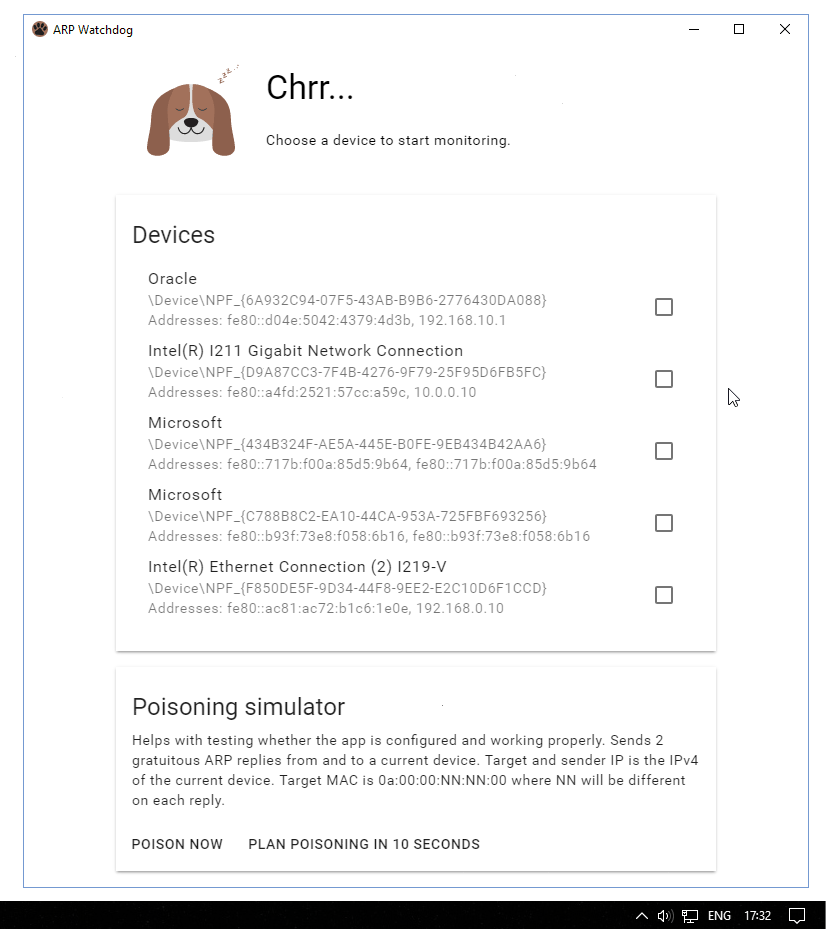 ARP Watchdog
zzz...
Chrr...
Choose a device to start monitoring.
Devices
Oracle
\Device\NPF_{6A932C94-07F5-43AB-B9B6-2776430DA088}
Addresses: fe80::d04e:5042:4379:4d3b, 192.168.10.1
Intel(R) I211 Gigabit Network Connection
\Device\NPF_{D9A87CC3-7F4B-4276-9F79-25F95D6FB5FC}
Addresses: fe80::a4fd:2521:57cc:a59c, 10.0.0.10
Microsoft
\Device\NPF_{434B324F-AE5A-445E-B0FE-9EB434B42AA6}
Addresses: fe80::717b:f00a:85d5:9b64, fe80::717b:f00a:85d5:9b64
Microsoft
\Device\NPF_{C788B8C2-EA10-44CA-953A-725FBF693256}
Addresses: fe80::b93f:73e8:f058:6b16, fe80::b93f:73e8:f058:6b16
Intel(R) Ethernet Connection (2) I219-V
\Device\NPF_{F850DE5F-9D34-44F8-9EE2-E2C10D6F1CCD}
Addresses: fe80::ac81:ac72:b1c6:1e0e, 192.168.0.10
Poisoning simulator
Helps with testing whether the app is configured and working properly. Sends 2
gratuitous ARP replies from and to a current device. Target and sender IP is the IPv4
of the current device. Target MAC is 0a:00:00:NN:NN:00 where NN will be different
on each reply.
POISON NOW PLAN POISONING IN 10 SECONDS
ENG 17:32